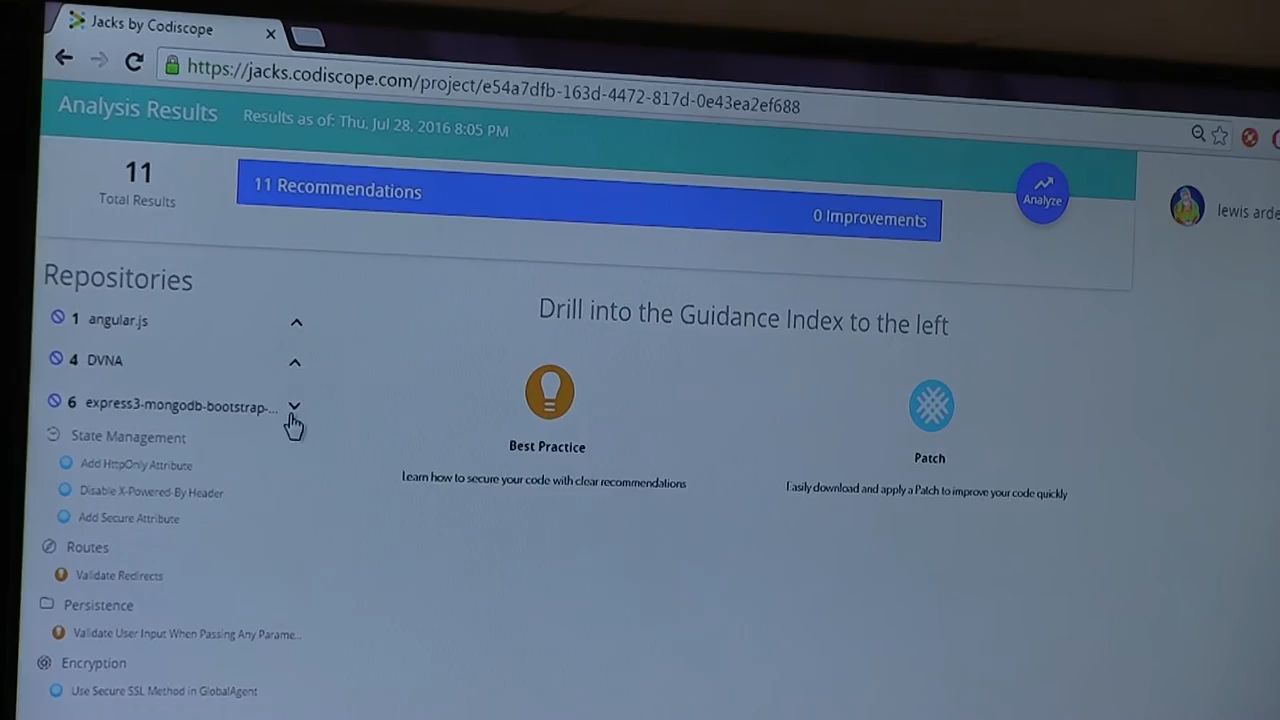 Jacks by Codiscope
https://jacks.codiscope.com/project/e54a7dfb-163d-4472-817d-0e43ea2ef688
Analysis Results
Results as of: Thu, Jul 28, 2016 8:05 PM
11
Total Results
11 Recommendations
0 Improvements
Analyze
lewis arde
Repositories
1 angular.js
4 DVNA
6 express3-mongodb-bootstrap-...
State Management
Add HttpOnly Attribute
Disable X-Powered-By Header
Add Secure Attribute
Routes
Validate Redirects
Persistence
Validate User Input When Passing Any Parame...
Encryption
Use Secure SSL Method in GlobalAgent
Drill into the Guidance Index to the left
Best Practice
Learn how to secure your code with clear recommendations
Patch
Easily download and apply a Patch to improve your code quickly